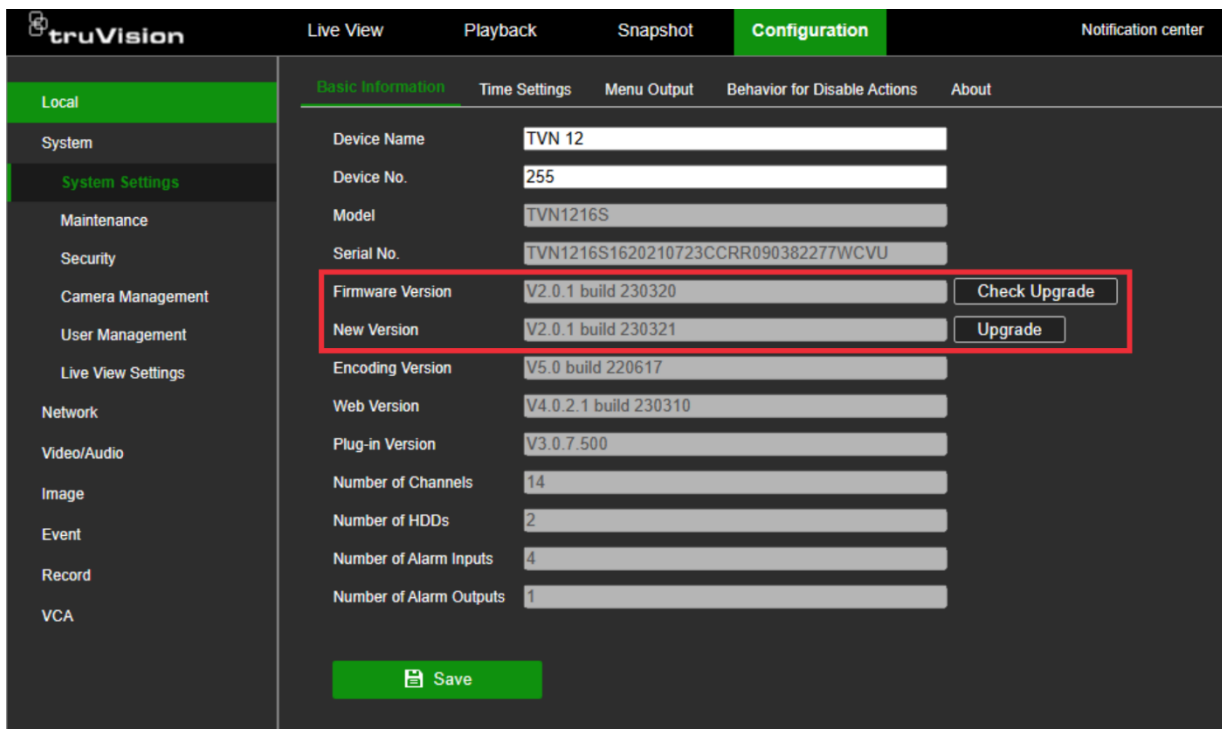 truVision
Live View Playback Snapshot Configuration Notification center
Local
System
System Settings
Maintenance
Security
Camera Management
User Management
Live View Settings
Network
Video/Audio
Image
Event
Record
VCA
Basic Information Time Settings Menu Output Behavior for Disable Actions About
Device Name TVN 12
Device No. 255
Model TVN1216S
Serial No. TVN1216S1620210723CCRR090382277WCVU
Firmware Version V2.0.1 build 230320 Check Upgrade
New Version V2.0.1 build 230321 Upgrade
Encoding Version V5.0 build 220617
Web Version V4.0.2.1 build 230310
Plug-in Version V3.0.7.500
Number of Channels 14
Number of HDDs 2
Number of Alarm Inputs 4
Number of Alarm Outputs 1
Save